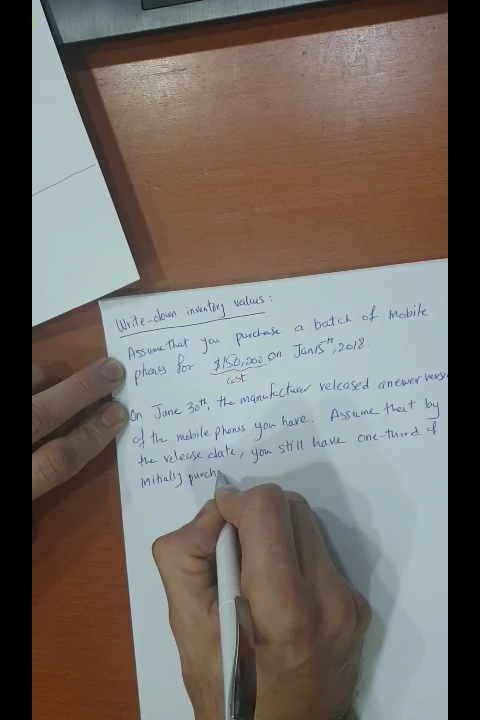 Write-down inventory values:
Assume that you purchase a batch of Mobile
phones for $150,000 on Jan 15th, 2018.
cost
On June 30th, the manufacturer released a newer versi
of the mobile phones you have. Assume that by
the release date, you still have one-third of
initially purch